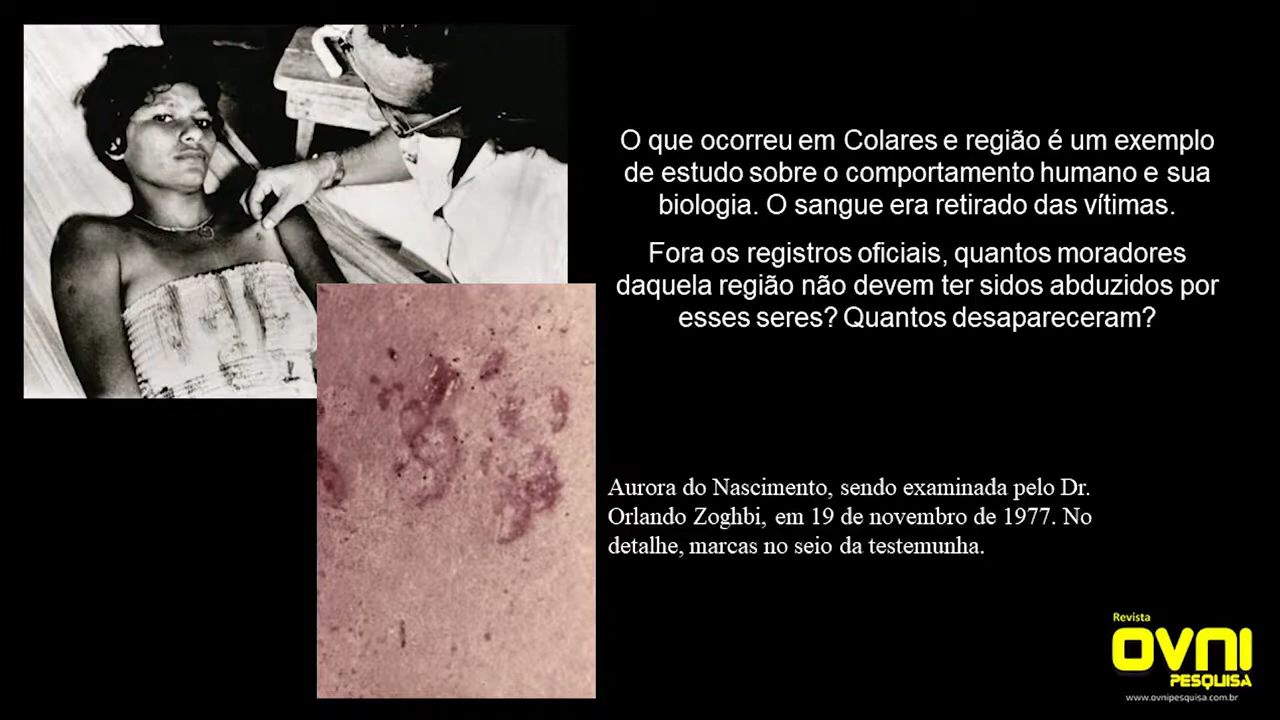 O que ocorreu em Colares e região é um exemplo
de estudo sobre o comportamento humano e sua
biologia. O sangue era retirado das vítimas.
Fora os registros oficiais, quantos moradores
daquela região não devem ter sidos abduzidos por
esses seres? Quantos desapareceram?
Aurora do Nascimento, sendo examinada pelo Dr.
Orlando Zoghbi, em 19 de novembro de 1977. No
detalhe, marcas no seio da testemunha.
Revista
OVNI
PESQUISA
www.ovnipesquisa.com.br